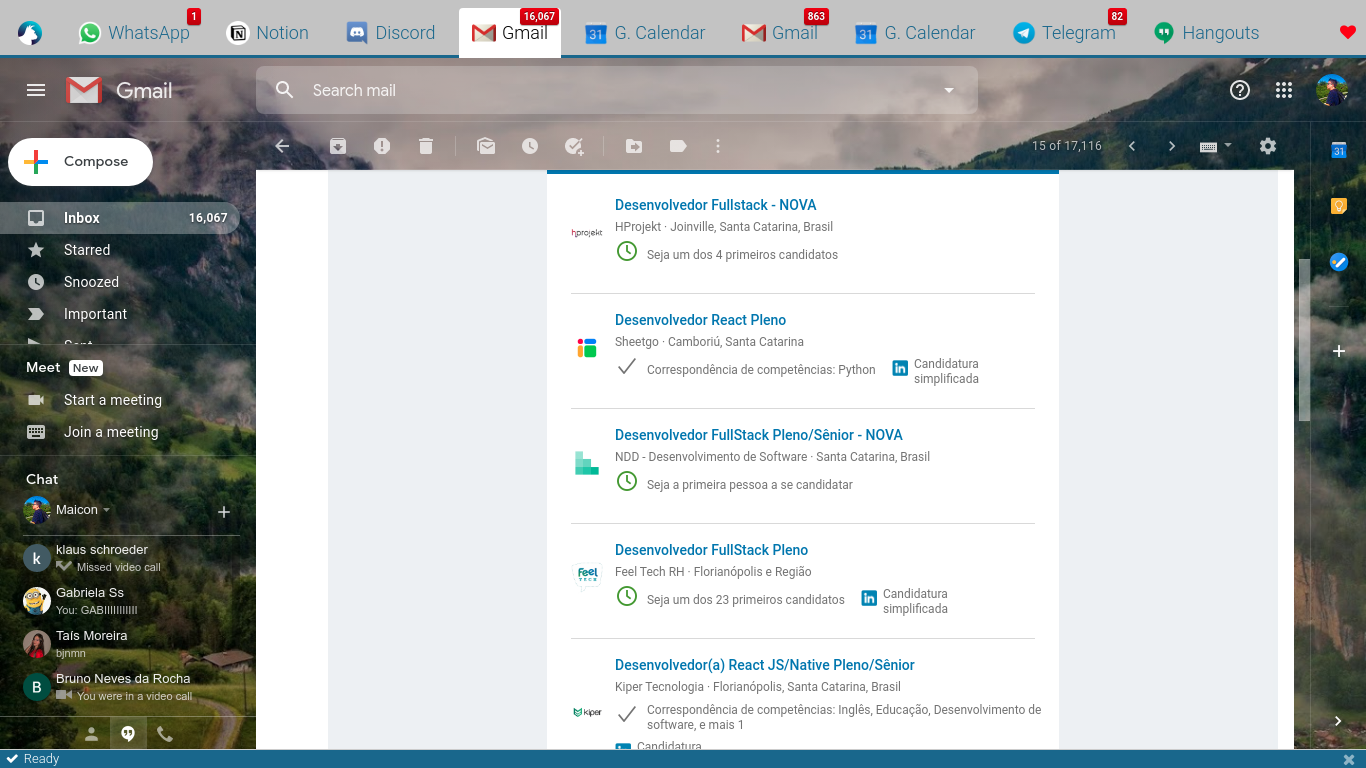 1
16,067
863
82
WhatsApp
Notion
Discord
Gmail
G. Calendar
Gmail
G. Calendar
Telegram
Hangouts
Gmail
Search mail
Compose
15 of 17,116
Inbox 16,067
Starred
Snoozed
Important
Sent
Meet New
Start a meeting
Join a meeting
Chat
Maicon
klaus schroeder
Missed video call
Gabriela Ss
You: GABIIIIIIIIIII
Taís Moreira
bjnmn
Bruno Neves da Rocha
You were in a video call
Desenvolvedor Fullstack - NOVA
hprojekt
HProjekt · Joinville, Santa Catarina, Brasil
Seja um dos 4 primeiros candidatos
Desenvolvedor React Pleno
Sheetgo · Camboriú, Santa Catarina
Correspondência de competências: Python
Candidatura
simplificada
Desenvolvedor FullStack Pleno/Sênior - NOVA
NDD - Desenvolvimento de Software · Santa Catarina, Brasil
Seja a primeira pessoa a se candidatar
Desenvolvedor FullStack Pleno
Feel
TECH
Feel Tech RH · Florianópolis e Região
Seja um dos 23 primeiros candidatos
Candidatura
simplificada
Desenvolvedor(a) React JS/Native Pleno/Sênior
Kiper Tecnologia · Florianópolis, Santa Catarina, Brasil
Kiper
Correspondência de competências: Inglês, Educação, Desenvolvimento de
software, e mais 1
Candidatura
31
k
B
Ready